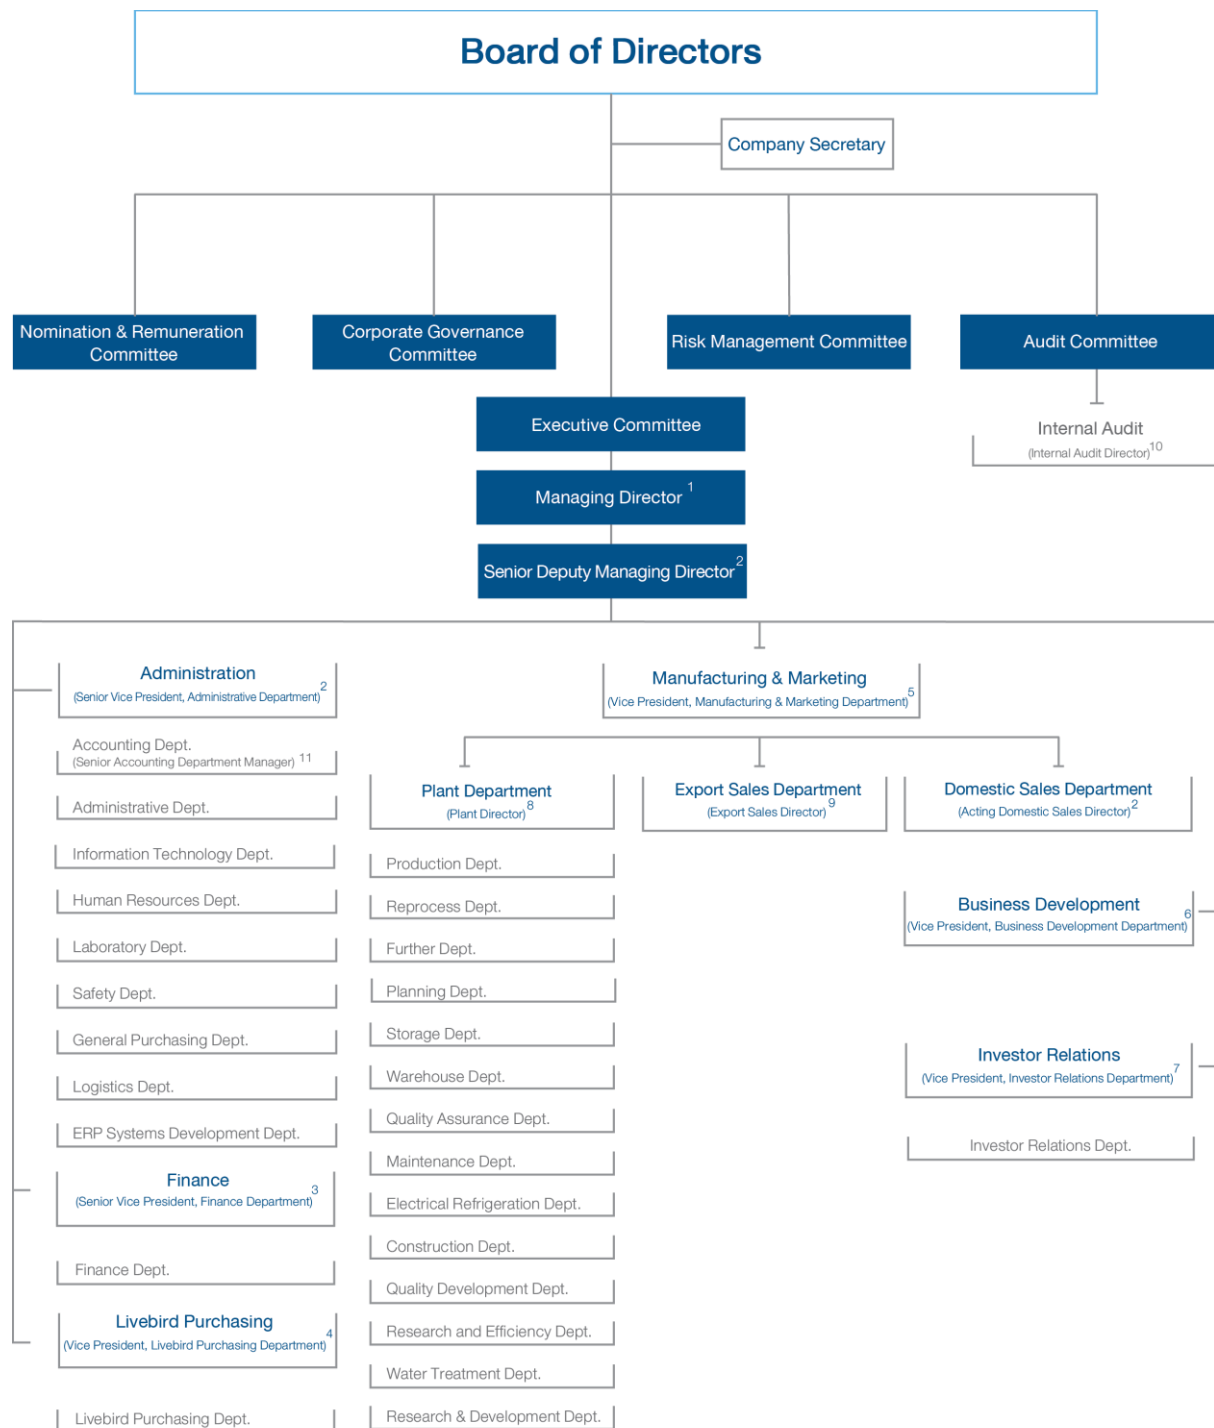 Board of Directors
Company Secretary
Nomination & Remuneration
Committee
Corporate Governance
Committee
Risk Management Committee
Audit Committee
Internal Audit
(Internal Audit Director)10
Executive Committee
Managing Director 1
Senior Deputy Managing Director2
Administration
(Senior Vice President, Administrative Department)2
Accounting Dept.
(Senior Accounting Department Manager) 11
Administrative Dept.
Information Technology Dept.
Human Resources Dept.
Laboratory Dept.
Safety Dept.
General Purchasing Dept.
Logistics Dept.
ERP Systems Development Dept.
Finance
(Senior Vice President, Finance Department)3
Finance Dept.
Livebird Purchasing
(Vice President, Livebird Purchasing Department)4
Livebird Purchasing Dept.
Manufacturing & Marketing
(Vice President, Manufacturing & Marketing Department)5
Plant Department
(Plant Director)8
Production Dept.
Reprocess Dept.
Further Dept.
Planning Dept.
Storage Dept.
Warehouse Dept.
Quality Assurance Dept.
Maintenance Dept.
Electrical Refrigeration Dept.
Construction Dept.
Quality Development Dept.
Research and Efficiency Dept.
Water Treatment Dept.
Research & Development Dept.
Export Sales Department
(Export Sales Director)9
Domestic Sales Department
(Acting Domestic Sales Director)2
Business Development
(Vice President, Business Development Department)6
Investor Relations
(Vice President, Investor Relations Department)7
Investor Relations Dept.